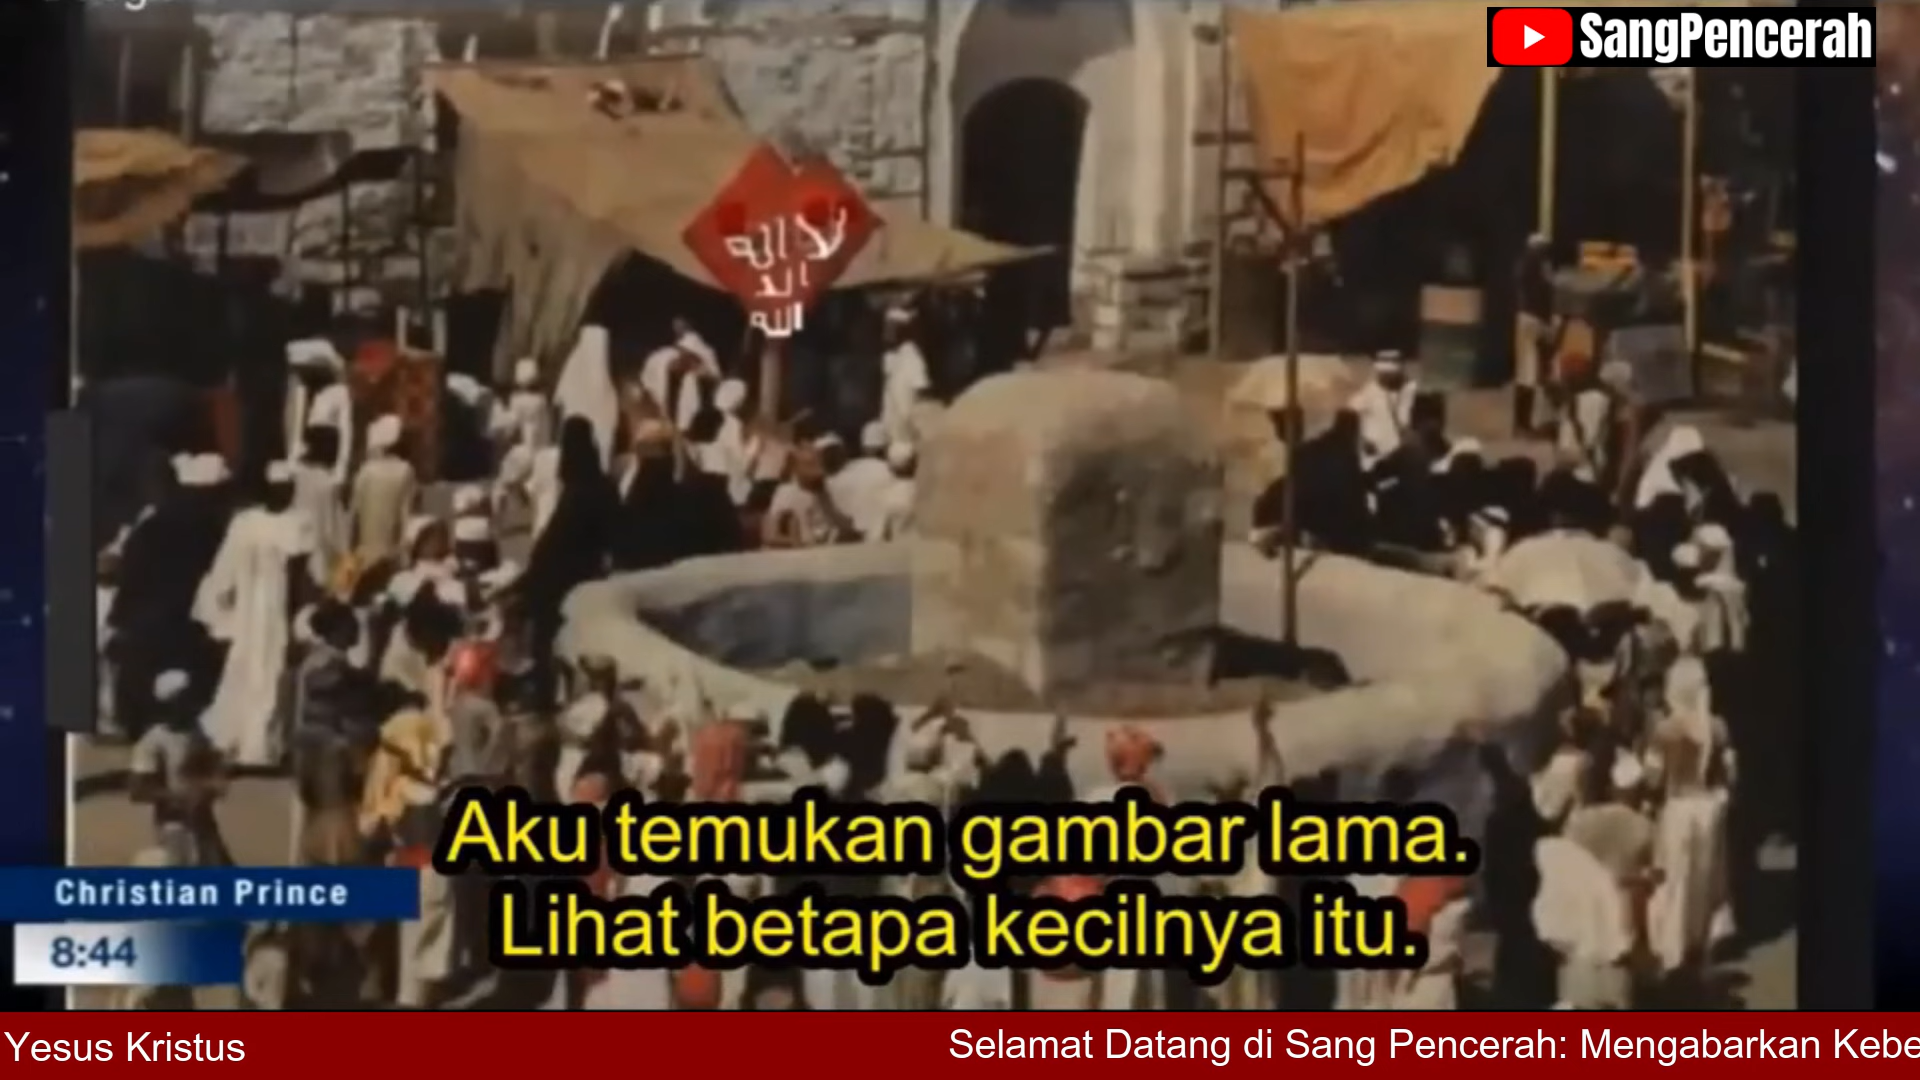 SangPencerah
لا اله
الا
الله
Aku temukan gambar lama.
Lihat betapa kecilnya itu.
Christian Prince
8:44
Yesus Kristus
Selamat Datang di Sang Pencerah: Mengabarkan Kebe